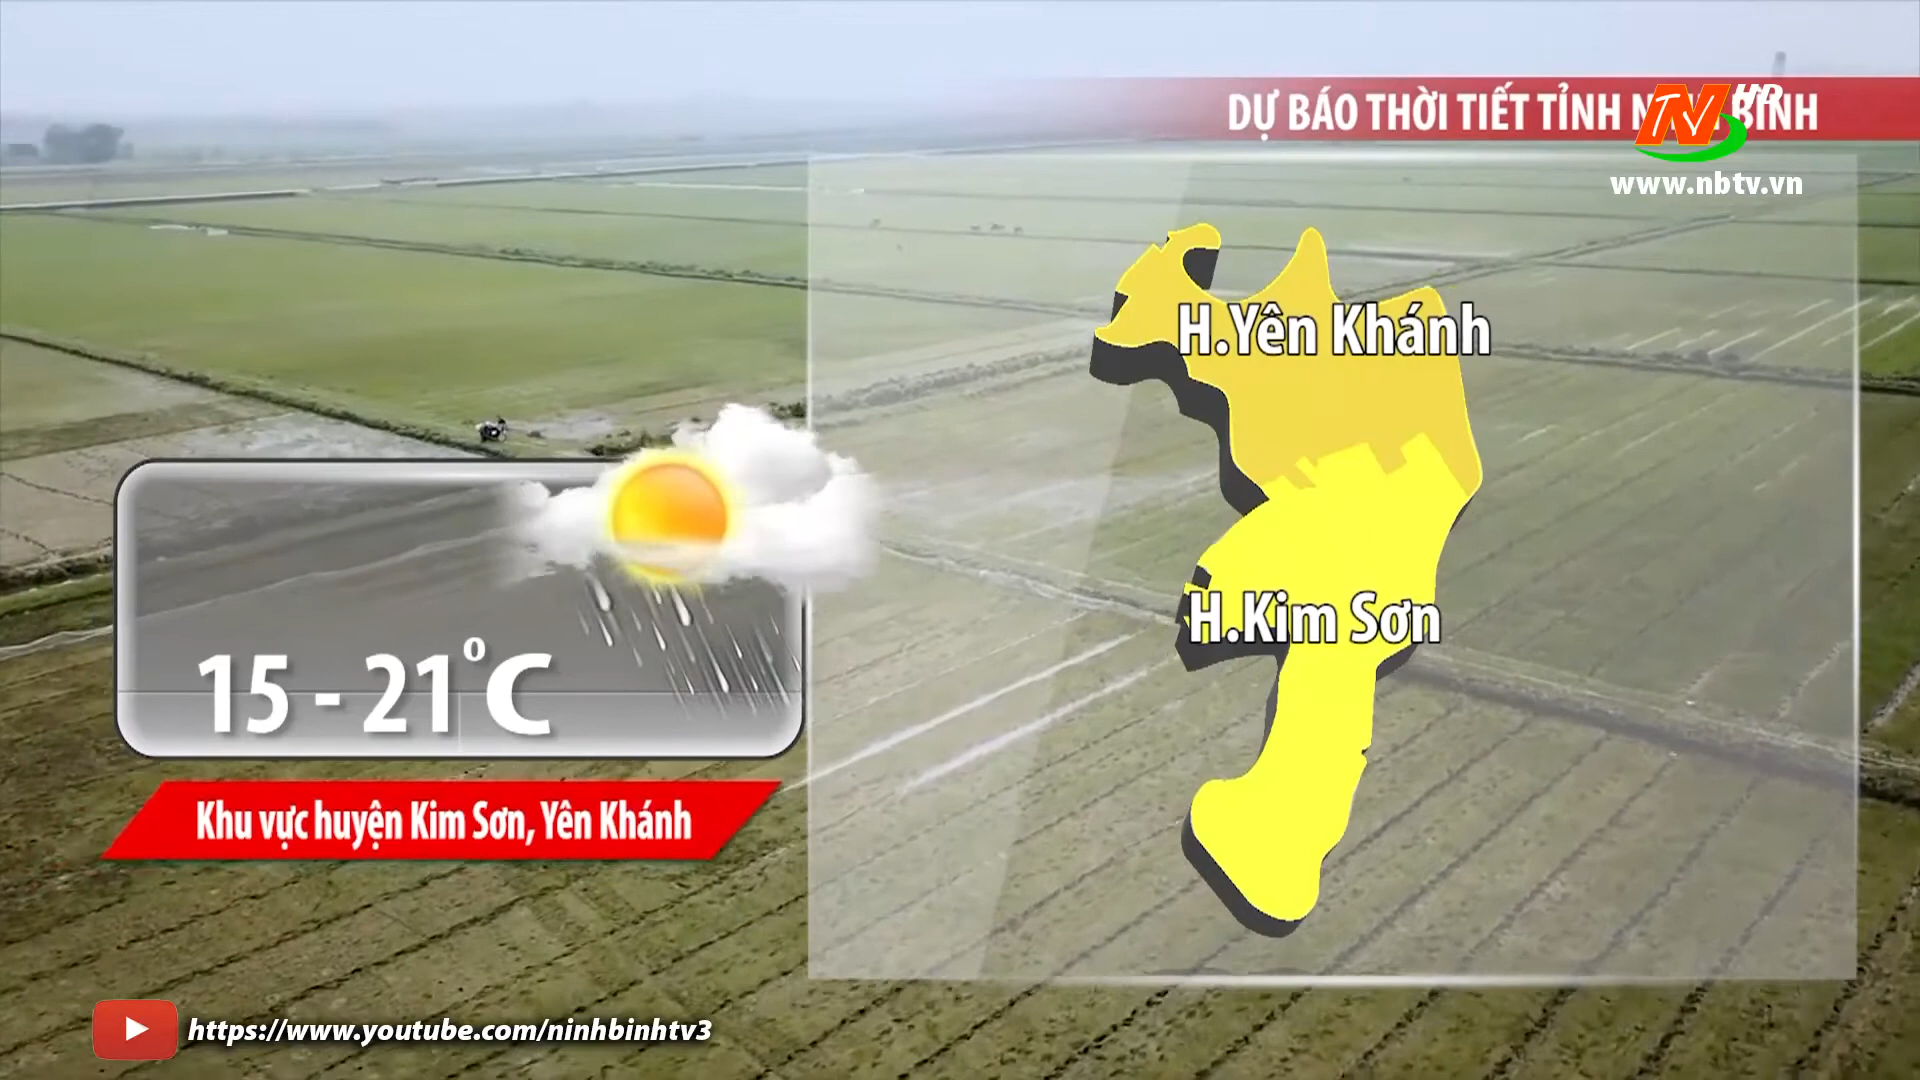 DỰ BÁO THỜI TIẾT TỈNH BÌNH
TV HD
www.nbtv.vn
H.Yên Khánh
H.Kim Sơn
15 - 21°C
Khu vực huyện Kim Sơn, Yên Khánh
https://www.youtube.com/ninhbinhtv3